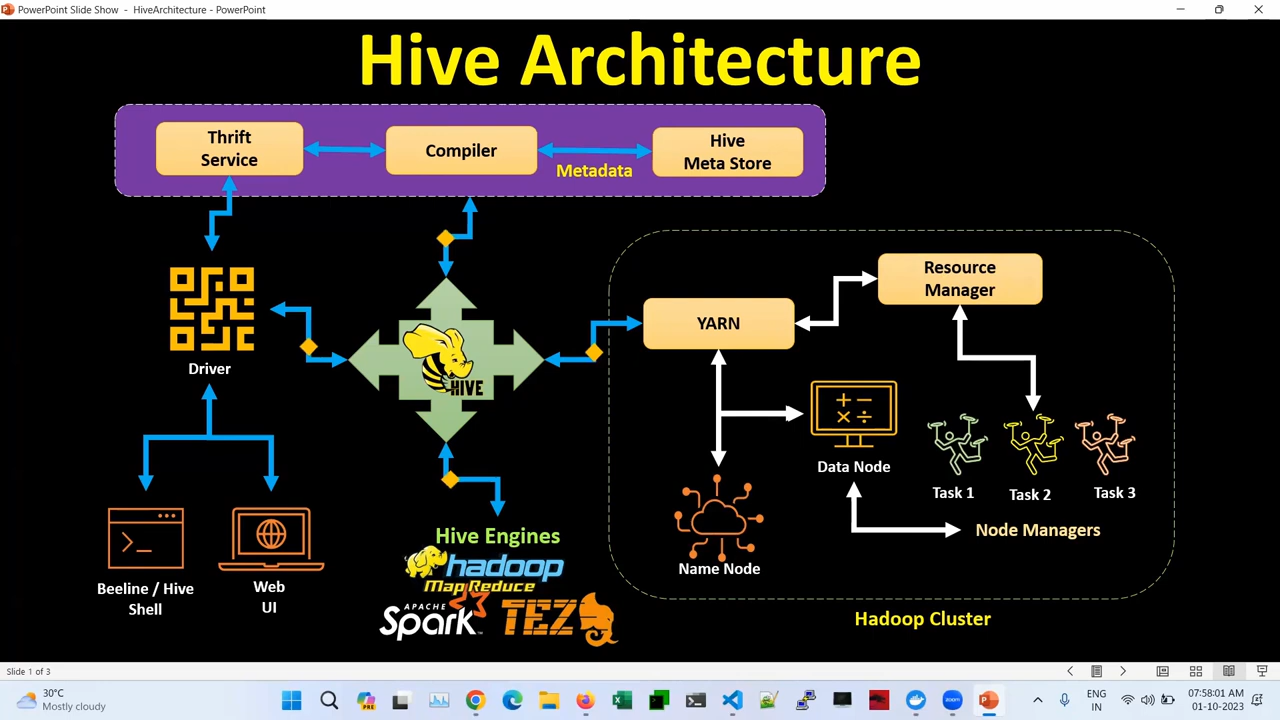 PowerPoint Slide Show - HiveArchitecture - PowerPoint
Hive Architecture
Thrift
Service
Compiler
Metadata
Hive
Meta Store
Driver
HIVE
YARN
Resource
Manager
Data Node
Task 1
Task 2
Task 3
Node Managers
Name Node
Hadoop Cluster
Beeline / Hive
Shell
Web
UI
Hive Engines
hadoop
Map Reduce
APACHE
Spark
TEZ
Slide 1 of 3
30°C
Mostly cloudy
PRE
ENG
IN
07:58:01 AM
01-10-2023